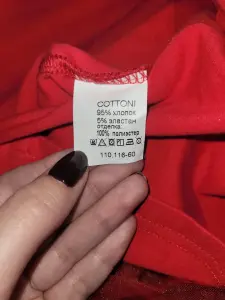 COTTONI
95% хлопок
5% эластан
отделка:
100% полиэстер
110,116-60